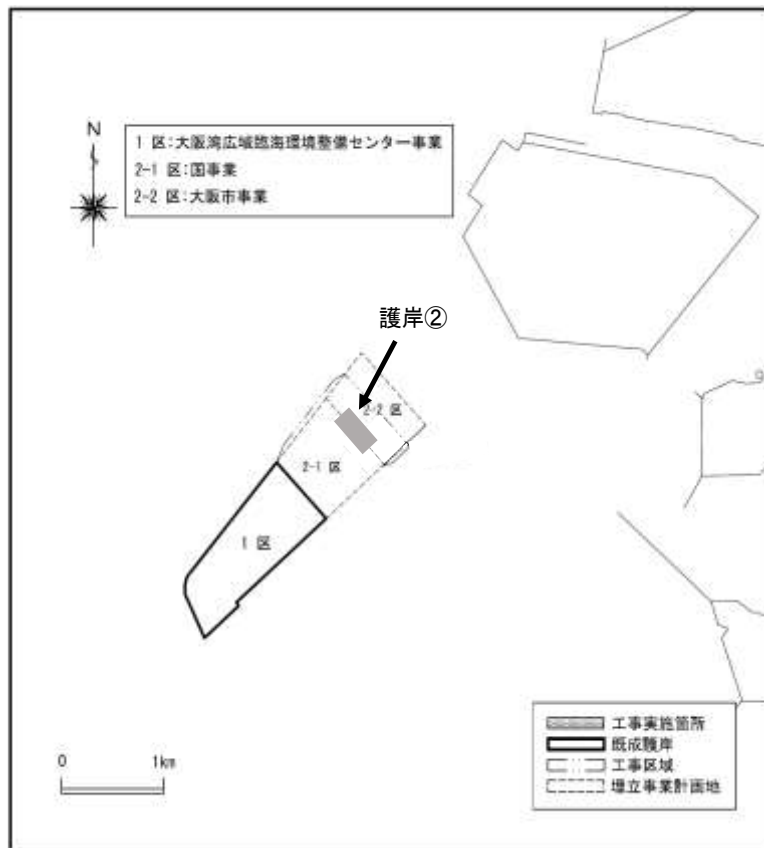 N
1 区:大阪湾広域臨海環境整備センター事業
2-1 区:国事業
2-2 区:大阪市事業
護岸②
2-2 区
2-1 区
1 区
工事実施箇所
既成護岸
工事区域
埋立事業計画地
0 1km